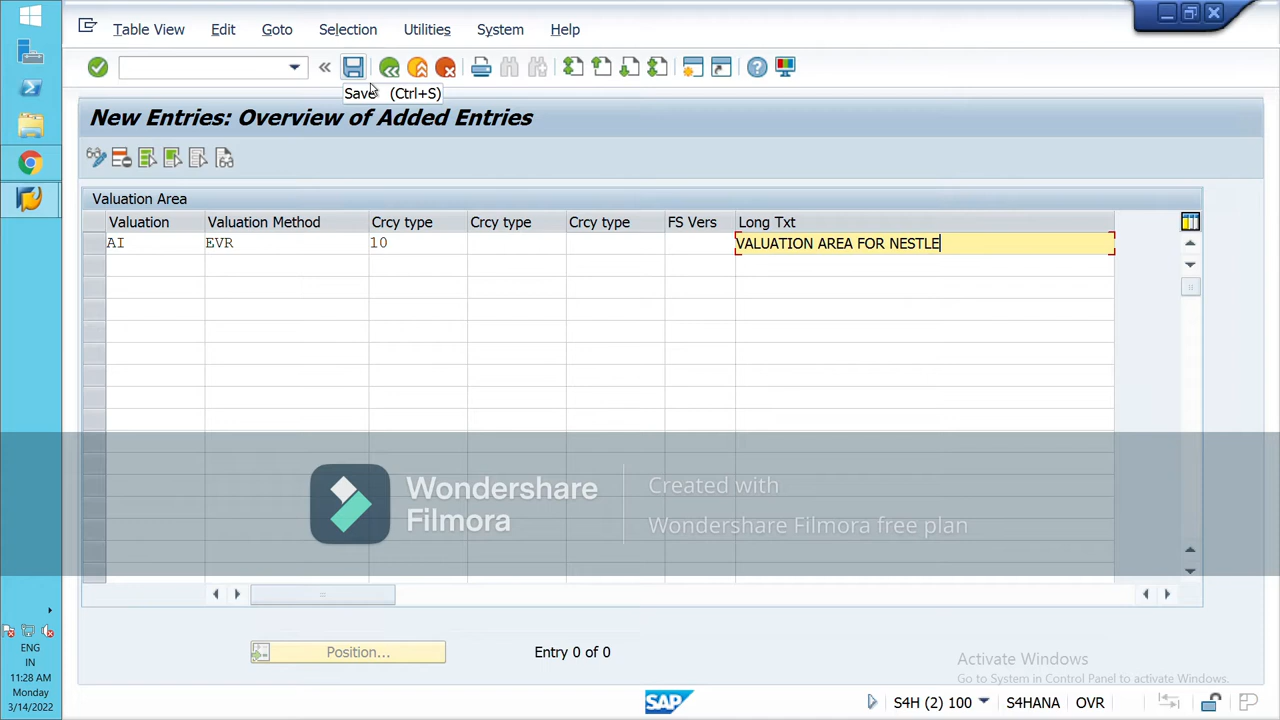 Table View Edit Goto Selection Utilities System Help
Save (Ctrl+S)
New Entries: Overview of Added Entries
Valuation Area
Valuation Valuation Method Crcy type Crcy type Crcy type FS Vers Long Txt
AI EVR 10 VALUATION AREA FOR NESTLE
Wondershare
Filmora
Created with
Wondershare Filmora free plan
Position... Entry 0 of 0
Activate Windows
Go to System in Control Panel to activate Windows.
SAP S4H (2) 100 S4HANA OVR
ENG
IN
11:28 AM
Monday
3/14/2022